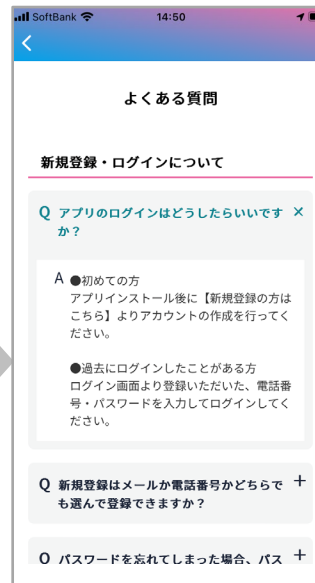 SoftBank 14:50
よくある質問
新規登録・ログインについて
Q アプリのログインはどうしたらいいです ×
か？
A ●初めての方
アプリインストール後に【新規登録の方は
こちら】よりアカウントの作成を行ってく
ださい。
●過去にログインしたことがある方
ログイン画面より登録いただいた、電話番
号・パスワードを入力してログインしてく
ださい。
Q 新規登録はメールか電話番号かどちらで +
も選んで登録できますか？
Q パスワードを忘れてしまった場合、パス +